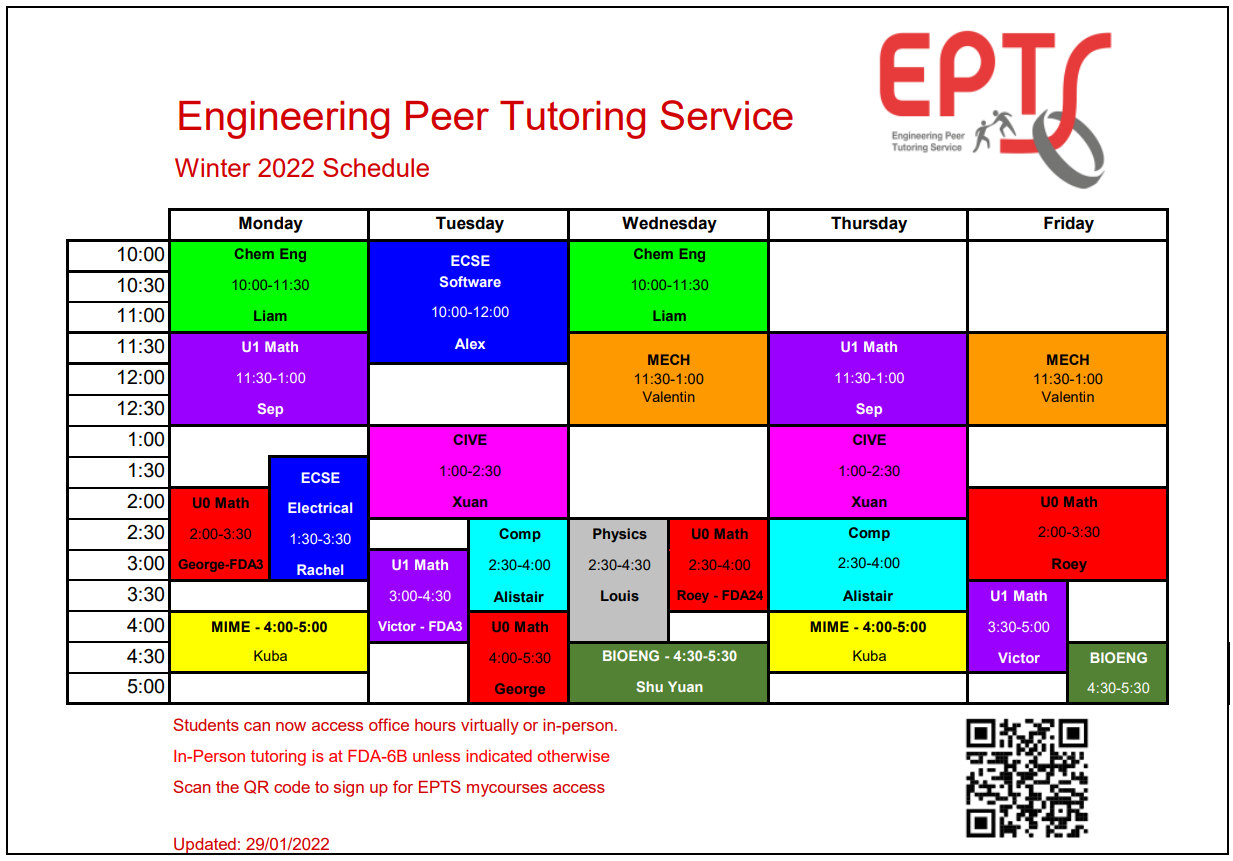 EPTS
Engineering Peer
Tutoring Service
Engineering Peer Tutoring Service
Winter 2022 Schedule
Monday
Tuesday
Wednesday
Thursday
Friday
10:00
10:30
11:00
11:30
12:00
12:30
1:00
1:30
2:00
2:30
3:00
3:30
4:00
4:30
5:00
Chem Eng
10:00-11:30
Liam
U1 Math
11:30-1:00
Sep
ECSE
Electrical
1:30-3:30
Rachel
U0 Math
2:00-3:30
George-FDA3
MIME - 4:00-5:00
Kuba
ECSE
Software
10:00-12:00
Alex
CIVE
1:00-2:30
Xuan
Comp
2:30-4:00
Alistair
U1 Math
3:00-4:30
Victor - FDA3
U0 Math
4:00-5:30
George
Chem Eng
10:00-11:30
Liam
MECH
11:30-1:00
Valentin
Physics
2:30-4:30
Louis
U0 Math
2:30-4:00
Roey - FDA24
BIOENG - 4:30-5:30
Shu Yuan
U1 Math
11:30-1:00
Sep
CIVE
1:00-2:30
Xuan
Comp
2:30-4:00
Alistair
MIME - 4:00-5:00
Kuba
MECH
11:30-1:00
Valentin
U0 Math
2:00-3:30
Roey
U1 Math
3:30-5:00
Victor
BIOENG
4:30-5:30
Students can now access office hours virtually or in-person.
In-Person tutoring is at FDA-6B unless indicated otherwise
Scan the QR code to sign up for EPTS mycourses access
Updated: 29/01/2022